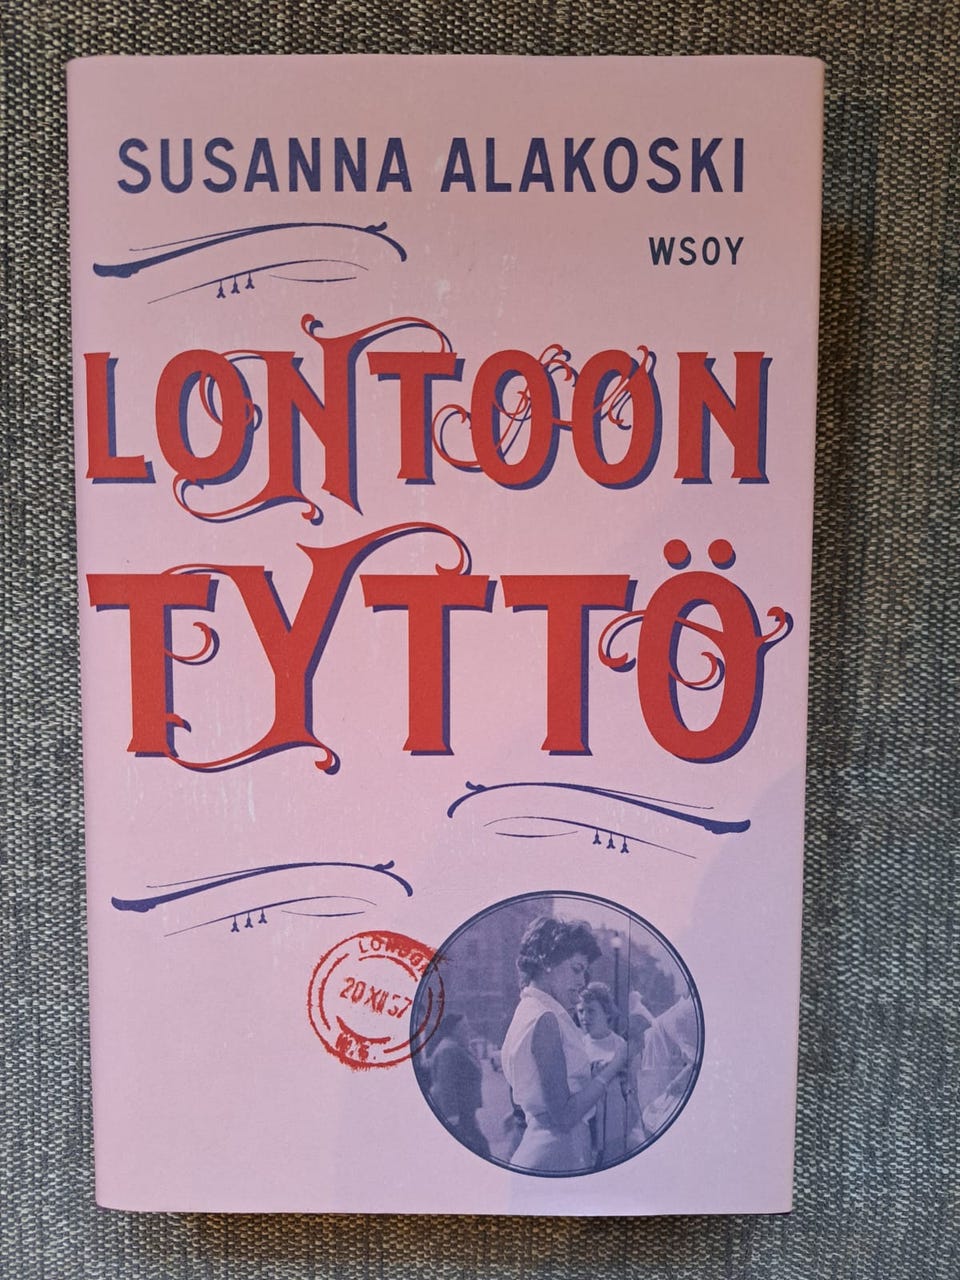 SUSANNA ALAKOSKI
WSOY
LONTOON
TYTTÖ
LONDON
20 XII 57